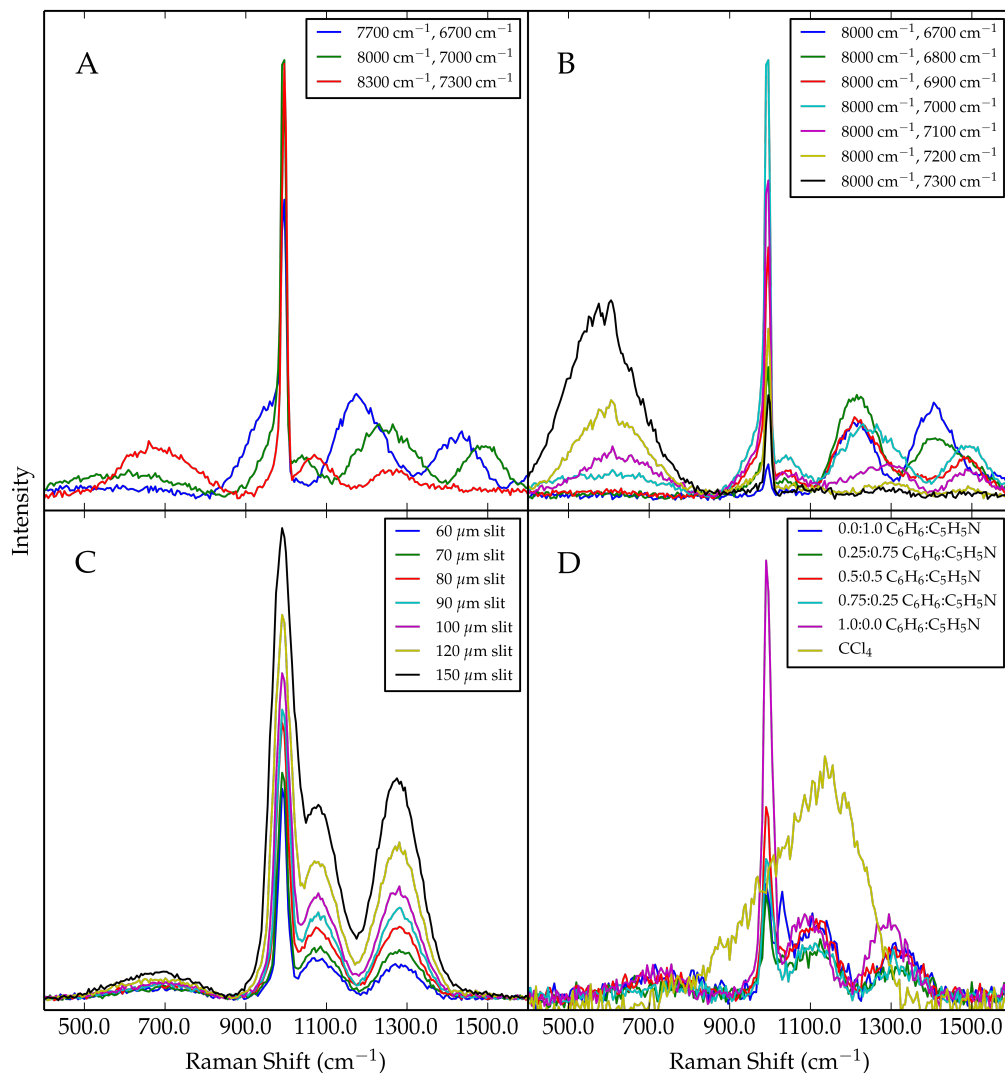 A
7700 cm⁻¹, 6700 cm⁻¹
8000 cm⁻¹, 7000 cm⁻¹
8300 cm⁻¹, 7300 cm⁻¹
B
8000 cm⁻¹, 6700 cm⁻¹
8000 cm⁻¹, 6800 cm⁻¹
8000 cm⁻¹, 6900 cm⁻¹
8000 cm⁻¹, 7000 cm⁻¹
8000 cm⁻¹, 7100 cm⁻¹
8000 cm⁻¹, 7200 cm⁻¹
8000 cm⁻¹, 7300 cm⁻¹
Intensity
C
60 μm slit
70 μm slit
80 μm slit
90 μm slit
100 μm slit
120 μm slit
150 μm slit
D
0.0:1.0 C₆H₆:C₅H₅N
0.25:0.75 C₆H₆:C₅H₅N
0.5:0.5 C₆H₆:C₅H₅N
0.75:0.25 C₆H₆:C₅H₅N
1.0:0.0 C₆H₆:C₅H₅N
CCl₄
500.0 700.0 900.0 1100.0 1300.0 1500.0
500.0 700.0 900.0 1100.0 1300.0 1500.0
Raman Shift (cm⁻¹)
Raman Shift (cm⁻¹)